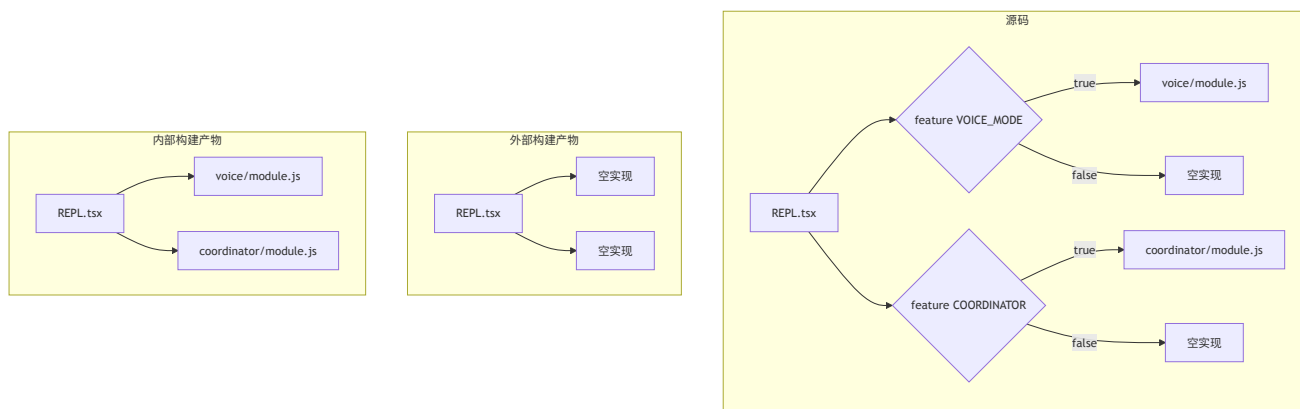 内部构建产物
REPL.tsx
voice/module.js
coordinator/module.js
外部构建产物
REPL.tsx
空实现
空实现
源码
REPL.tsx
feature VOICE_MODE
true
voice/module.js
false
空实现
feature COORDINATOR
true
coordinator/module.js
false
空实现